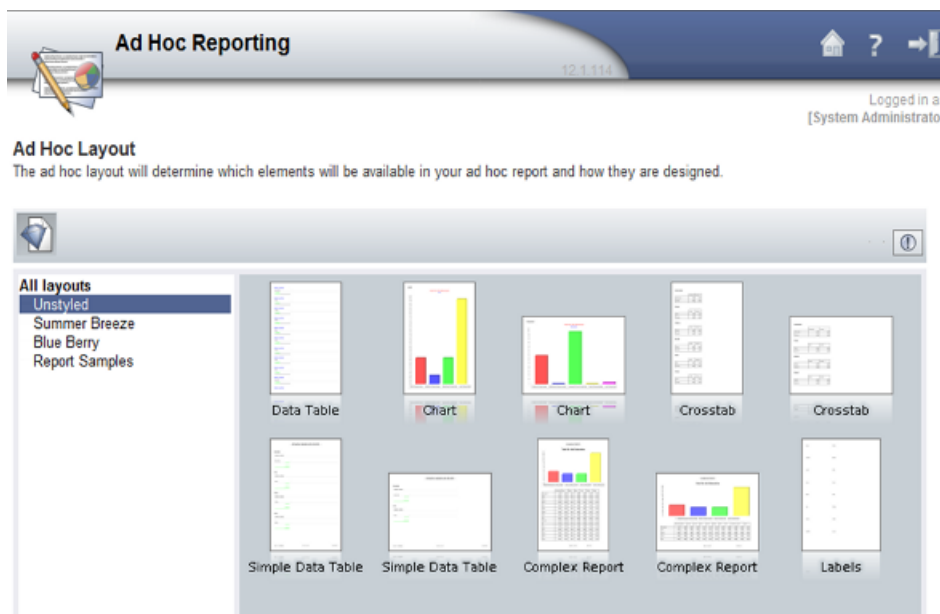 Ad Hoc Reporting
12.1.114
?
Logged in a
[System Administrato
Ad Hoc Layout
The ad hoc layout will determine which elements will be available in your ad hoc report and how they are designed.
All layouts
Unstyled
Summer Breeze
Blue Berry
Report Samples
Data Table
Chart
Chart
Crosstab
Crosstab
Simple Data Table
Simple Data Table
Complex Report
Complex Report
Labels